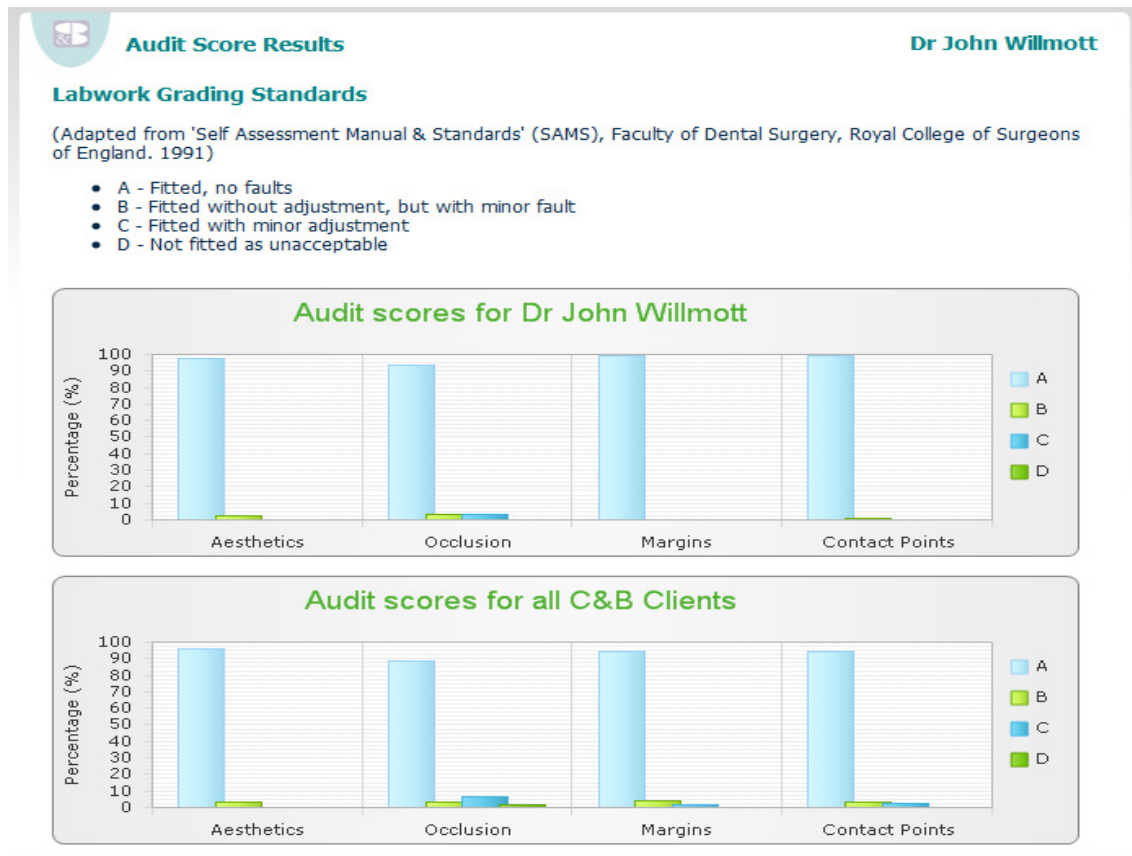 &B
Audit Score Results
Dr John Willmott
Labwork Grading Standards
(Adapted from 'Self Assessment Manual & Standards' (SAMS), Faculty of Dental Surgery, Royal College of Surgeons
of England. 1991)
• A - Fitted, no faults
• B - Fitted without adjustment, but with minor fault
• C - Fitted with minor adjustment
• D - Not fitted as unacceptable
Audit scores for Dr John Willmott
Percentage (%)
100
90
80
70
60
50
40
30
20
10
0
Aesthetics
Occlusion
Margins
Contact Points
A
B
C
D
Audit scores for all C&B Clients
Percentage (%)
100
90
80
70
60
50
40
30
20
10
0
Aesthetics
Occlusion
Margins
Contact Points
A
B
C
D